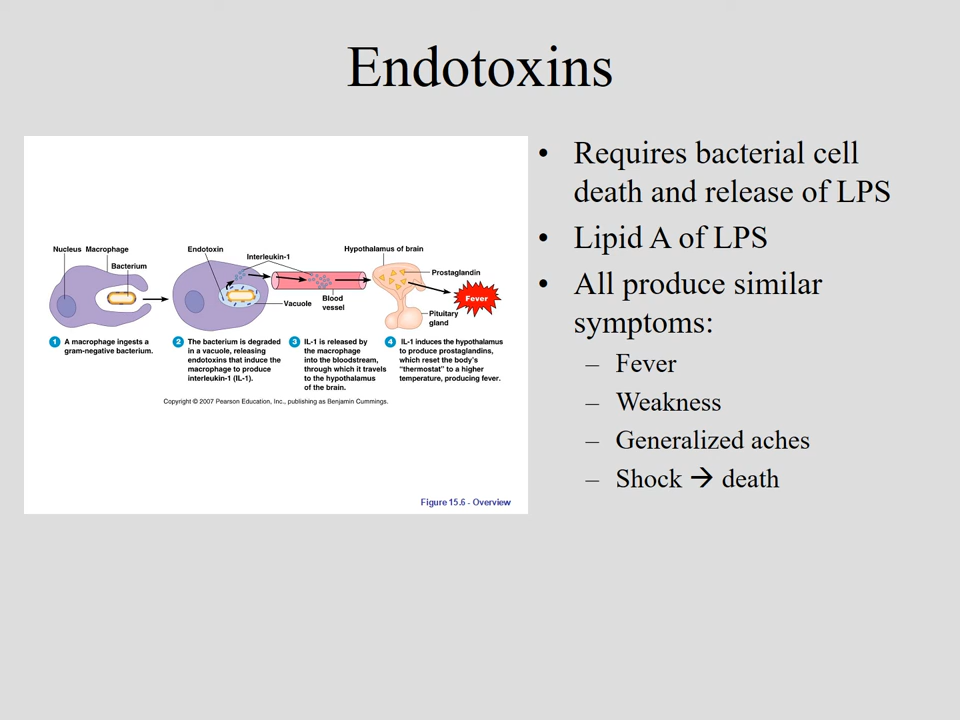 Endotoxins
Nucleus Macrophage
Bacterium
Endotoxin
Interleukin-1
Vacuole
Blood
vessel
Hypothalamus of brain
Prostaglandin
Fever
Pituitary
gland
1 A macrophage ingests a
gram-negative bacterium.
2 The bacterium is degraded
in a vacuole, releasing
endotoxins that induce the
macrophage to produce
interleukin-1 (IL-1).
3 IL-1 is released by
the macrophage
into the bloodstream,
through which it travels
to the hypothalamus
of the brain.
4 IL-1 induces the hypothalamus
to produce prostaglandins,
which reset the body's
"thermostat" to a higher
temperature, producing fever.
Copyright © 2007 Pearson Education, Inc., publishing as Benjamin Cummings.
Figure 15.6 - Overview
• Requires bacterial cell
death and release of LPS
• Lipid A of LPS
• All produce similar
symptoms:
– Fever
– Weakness
– Generalized aches
– Shock → death